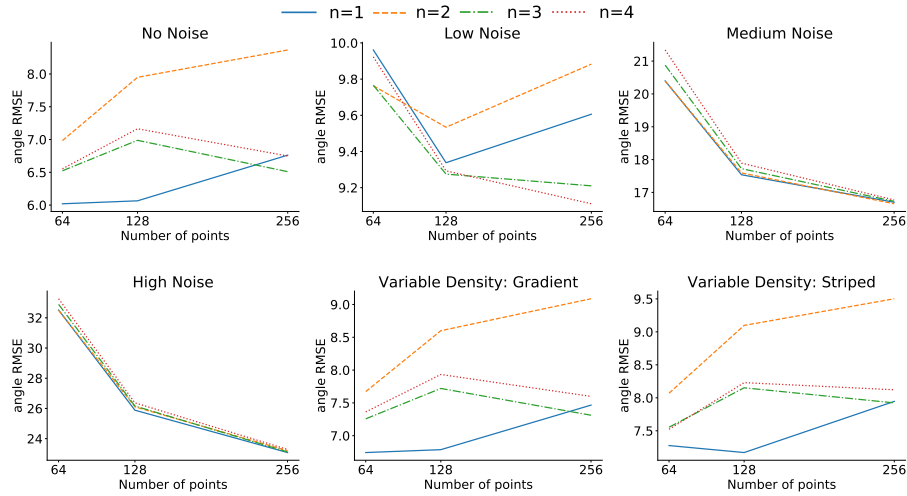 n=1 n=2 n=3 n=4
No Noise
angle RMSE
8.0
7.5
7.0
6.5
6.0
64 128 256
Number of points
Low Noise
angle RMSE
10.0
9.8
9.6
9.4
9.2
64 128 256
Number of points
Medium Noise
angle RMSE
21
20
19
18
17
64 128 256
Number of points
High Noise
angle RMSE
32
30
28
26
24
64 128 256
Number of points
Variable Density: Gradient
angle RMSE
9.0
8.5
8.0
7.5
7.0
64 128 256
Number of points
Variable Density: Striped
angle RMSE
9.5
9.0
8.5
8.0
7.5
64 128 256
Number of points